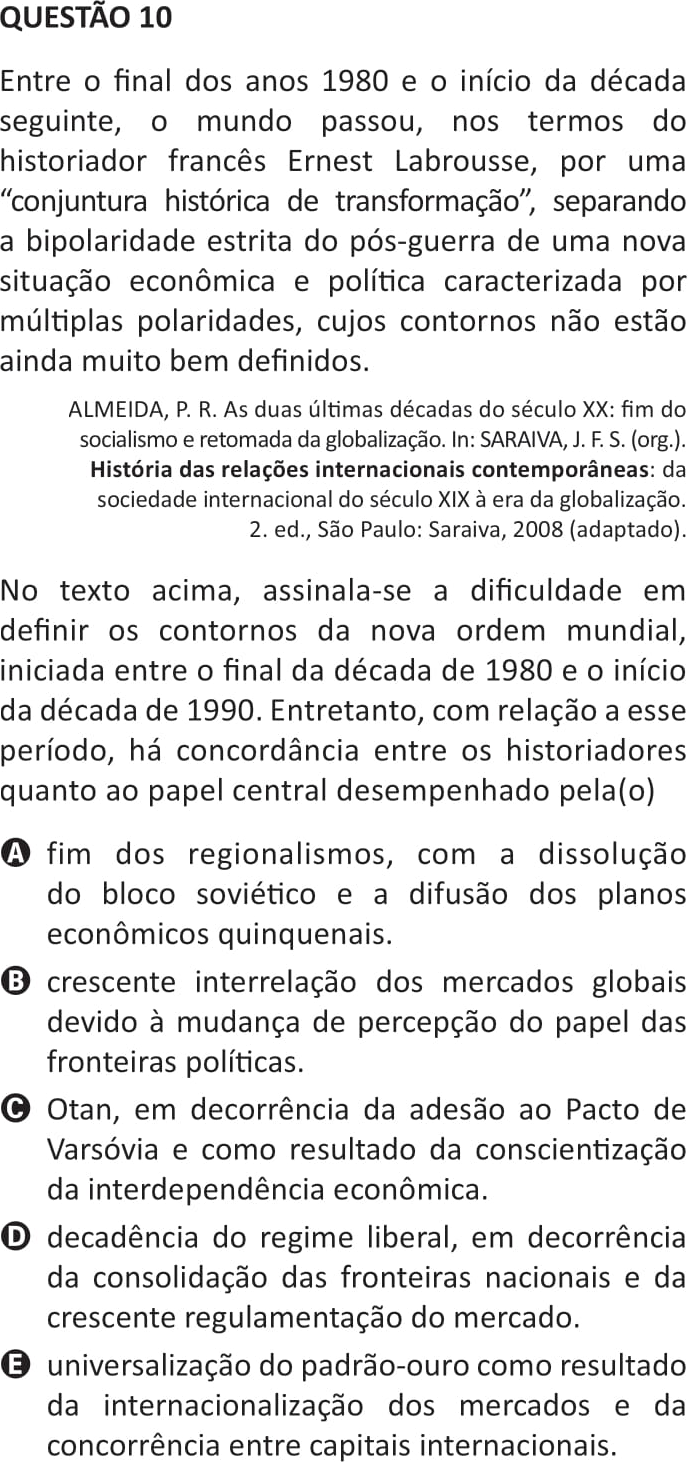 QUESTÃO 10
Entre o final dos anos 1980 e o início da década
seguinte, o mundo passou, nos termos do
historiador francês Ernest Labrousse, por uma
“conjuntura histórica de transformação”, separando
a bipolaridade estrita do pós-guerra de uma nova
situação econômica e política caracterizada por
múltiplas polaridades, cujos contornos não estão
ainda muito bem definidos.
ALMEIDA, P. R. As duas últimas décadas do século XX: fim do
socialismo e retomada da globalização. In: SARAIVA, J. F. S. (org.).
História das relações internacionais contemporâneas: da
sociedade internacional do século XIX à era da globalização.
2. ed., São Paulo: Saraiva, 2008 (adaptado).
No texto acima, assinala-se a dificuldade em
definir os contornos da nova ordem mundial,
iniciada entre o final da década de 1980 e o início
da década de 1990. Entretanto, com relação a esse
período, há concordância entre os historiadores
quanto ao papel central desempenhado pela(o)
A fim dos regionalismos, com a dissolução
do bloco soviético e a difusão dos planos
econômicos quinquenais.
B crescente interrelação dos mercados globais
devido à mudança de percepção do papel das
fronteiras políticas.
C Otan, em decorrência da adesão ao Pacto de
Varsóvia e como resultado da conscientização
da interdependência econômica.
D decadência do regime liberal, em decorrência
da consolidação das fronteiras nacionais e da
crescente regulamentação do mercado.
E universalização do padrão-ouro como resultado
da internacionalização dos mercados e da
concorrência entre capitais internacionais.